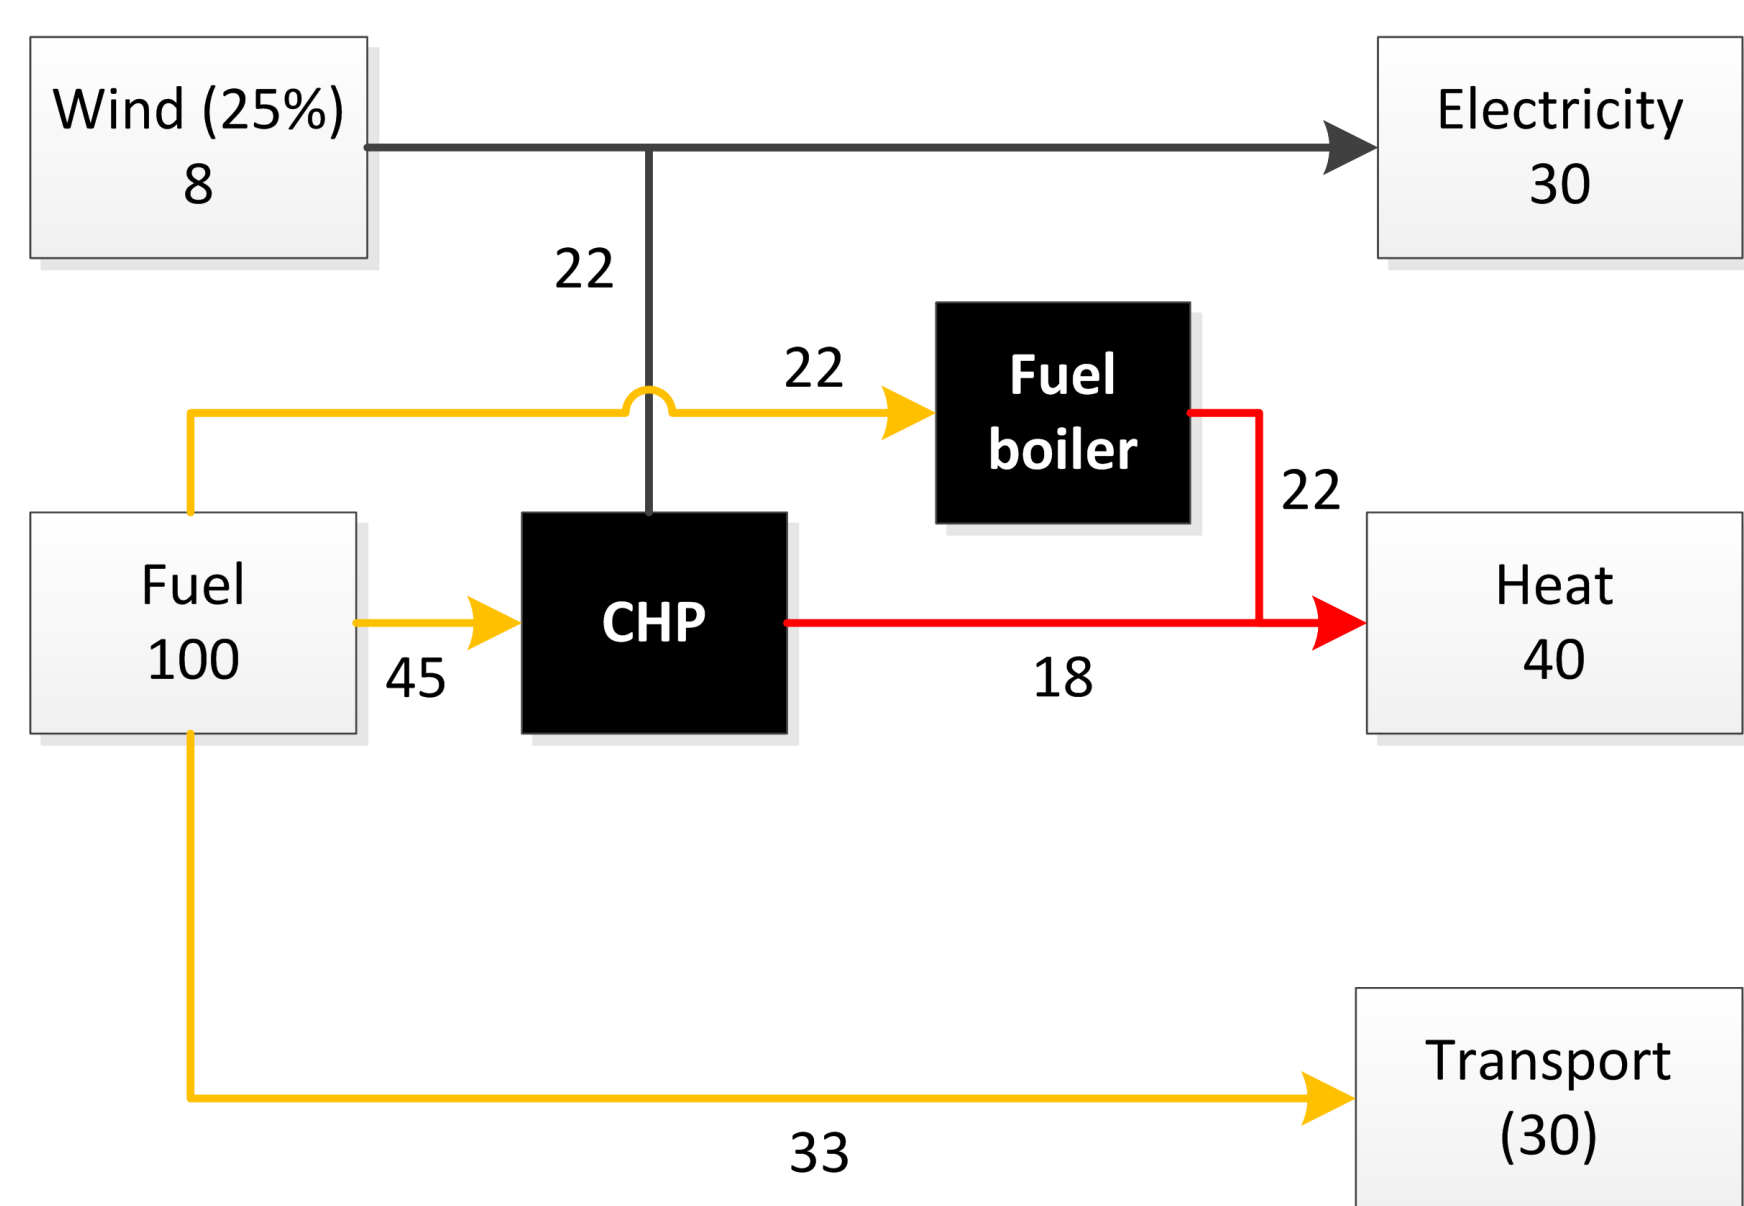 Wind (25%)
8
Electricity
30
22
22
Fuel
boiler
22
Fuel
100
45
CHP
18
Heat
40
33
Transport
(30)